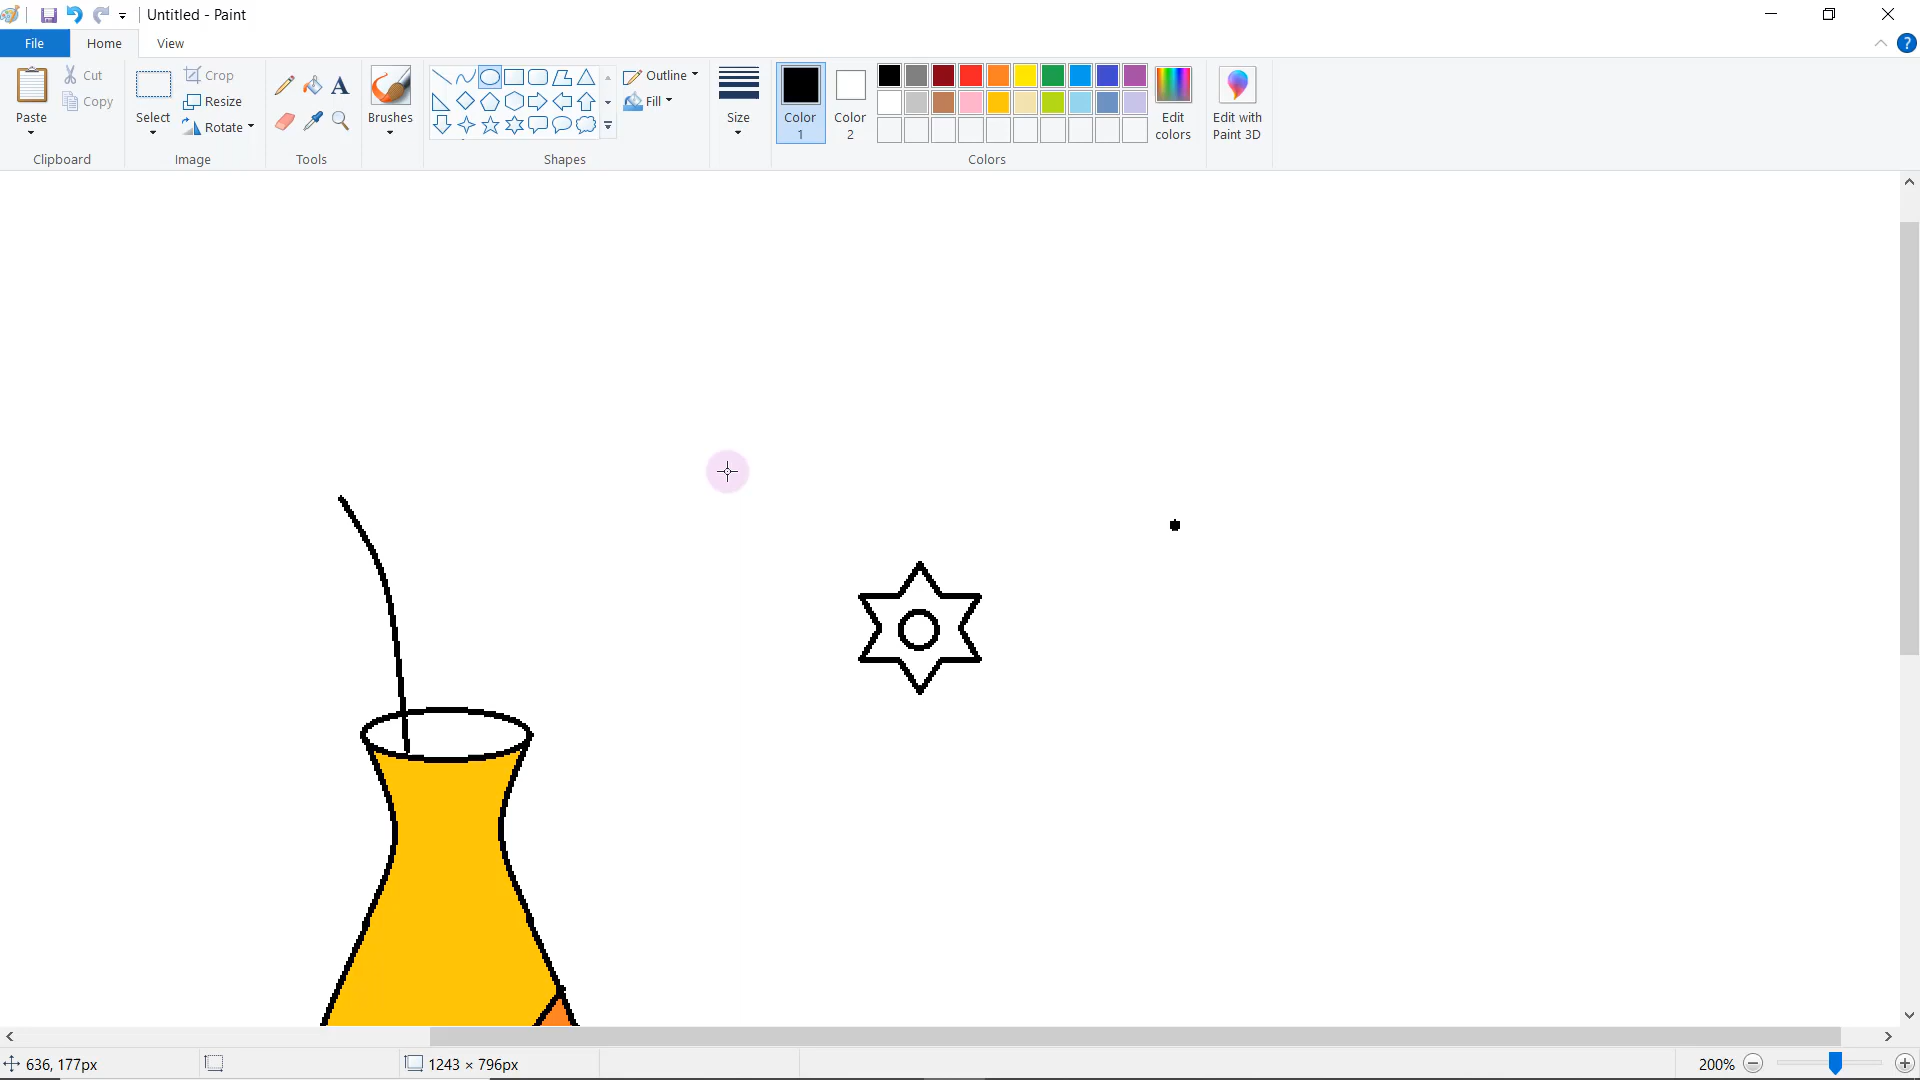 Untitled - Paint
File Home View
Paste Cut Copy Clipboard
Select Crop Resize Rotate Image
Tools
Brushes
Outline Fill Shapes
Size
Color 1 Color 2 Edit colors Colors
Edit with Paint 3D
A
?
636, 177px 1243 × 796px 200%